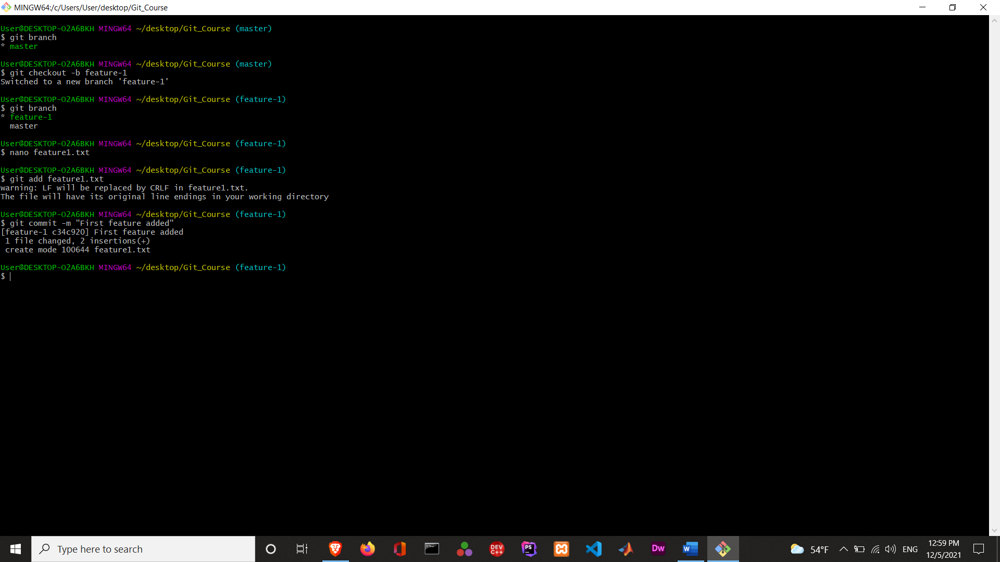 MINGW64:/c/Users/User/desktop/Git_Course
User@DESKTOP-O2A6BKH MINGW64 ~/desktop/Git_Course (master)
$ git branch
* master
User@DESKTOP-O2A6BKH MINGW64 ~/desktop/Git_Course (master)
$ git checkout -b feature-1
Switched to a new branch 'feature-1'
User@DESKTOP-O2A6BKH MINGW64 ~/desktop/Git_Course (feature-1)
$ git branch
* feature-1
  master
User@DESKTOP-O2A6BKH MINGW64 ~/desktop/Git_Course (feature-1)
$ nano feature1.txt
User@DESKTOP-O2A6BKH MINGW64 ~/desktop/Git_Course (feature-1)
$ git add feature1.txt
warning: LF will be replaced by CRLF in feature1.txt.
The file will have its original line endings in your working directory
User@DESKTOP-O2A6BKH MINGW64 ~/desktop/Git_Course (feature-1)
$ git commit -m "First feature added"
[feature-1 c34c920] First feature added
 1 file changed, 2 insertions(+)
 create mode 100644 feature1.txt
User@DESKTOP-O2A6BKH MINGW64 ~/desktop/Git_Course (feature-1)
$
Type here to search
DEV C++
PS
Dw
W
54°F
ENG
12:59 PM
12/5/2021